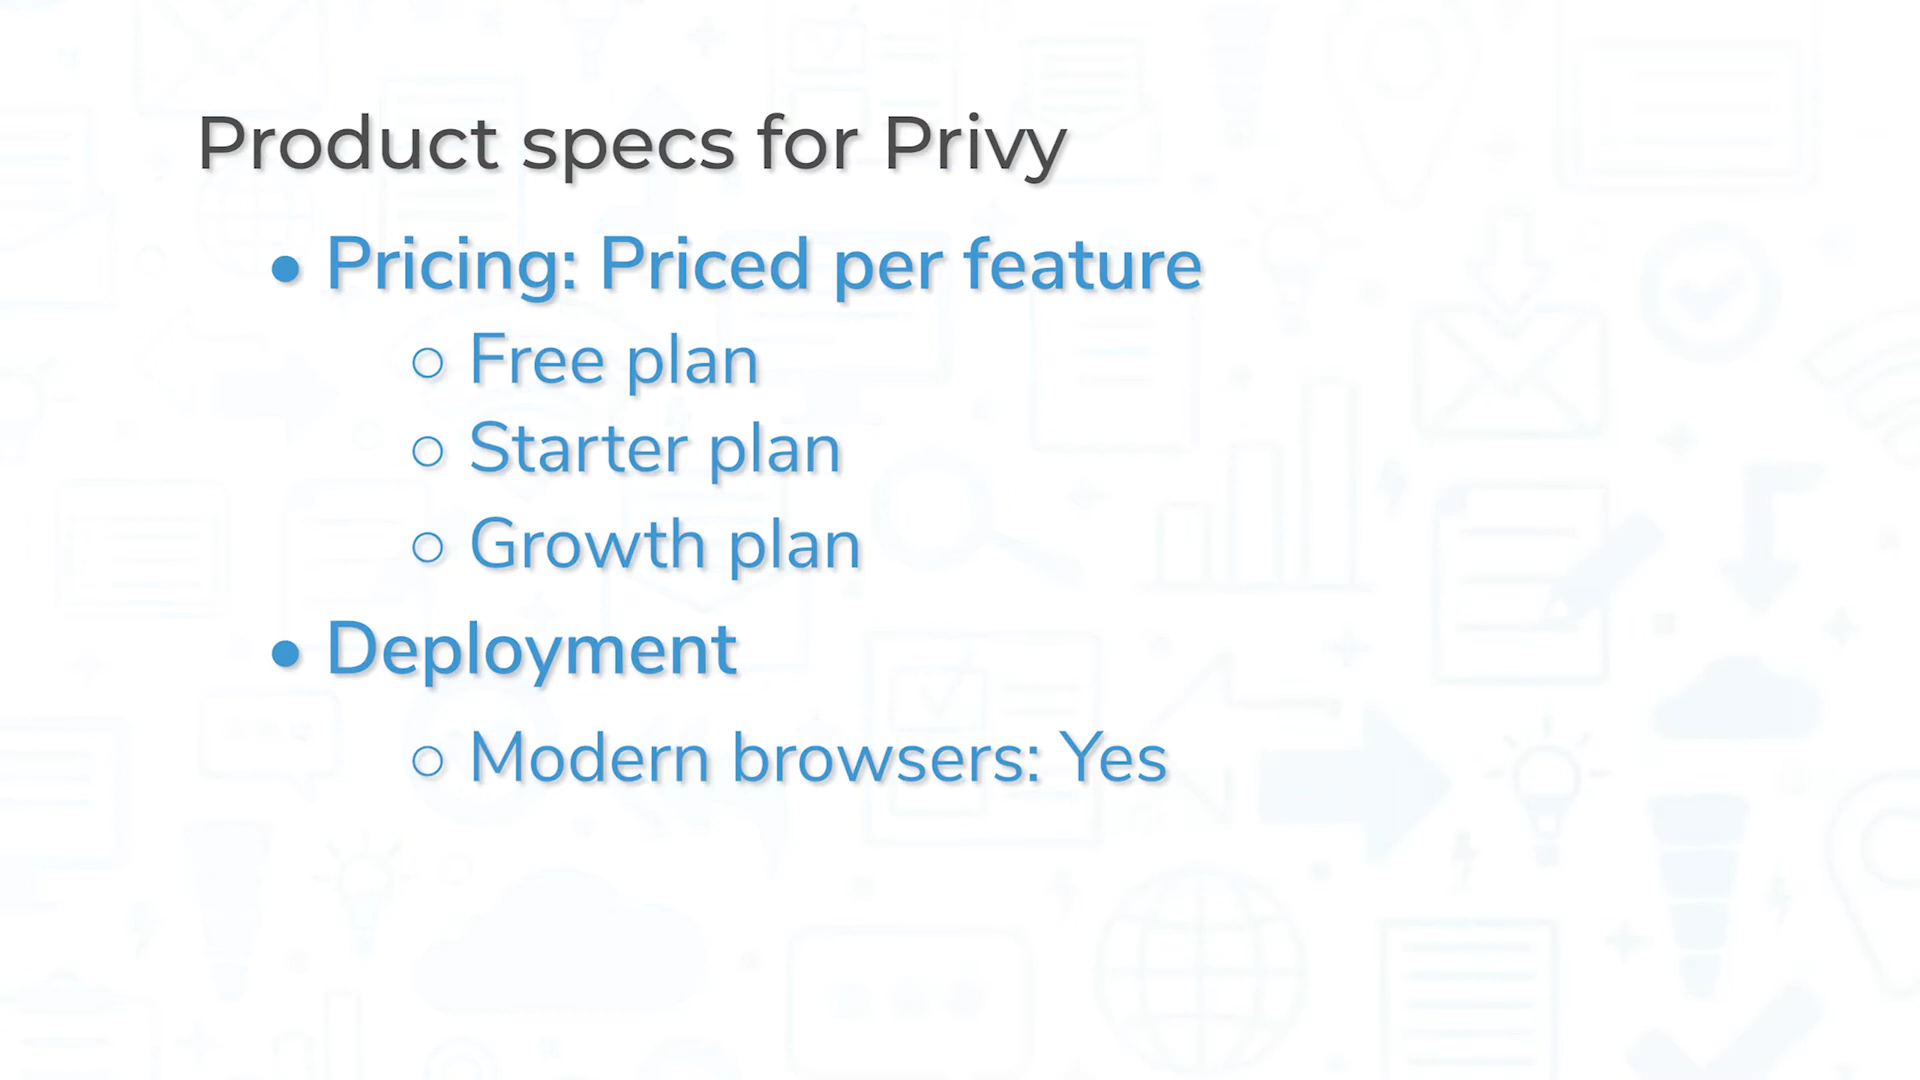 Product specs for Privy
• Pricing: Priced per feature
○ Free plan
○ Starter plan
○ Growth plan
• Deployment
○ Modern browsers: Yes